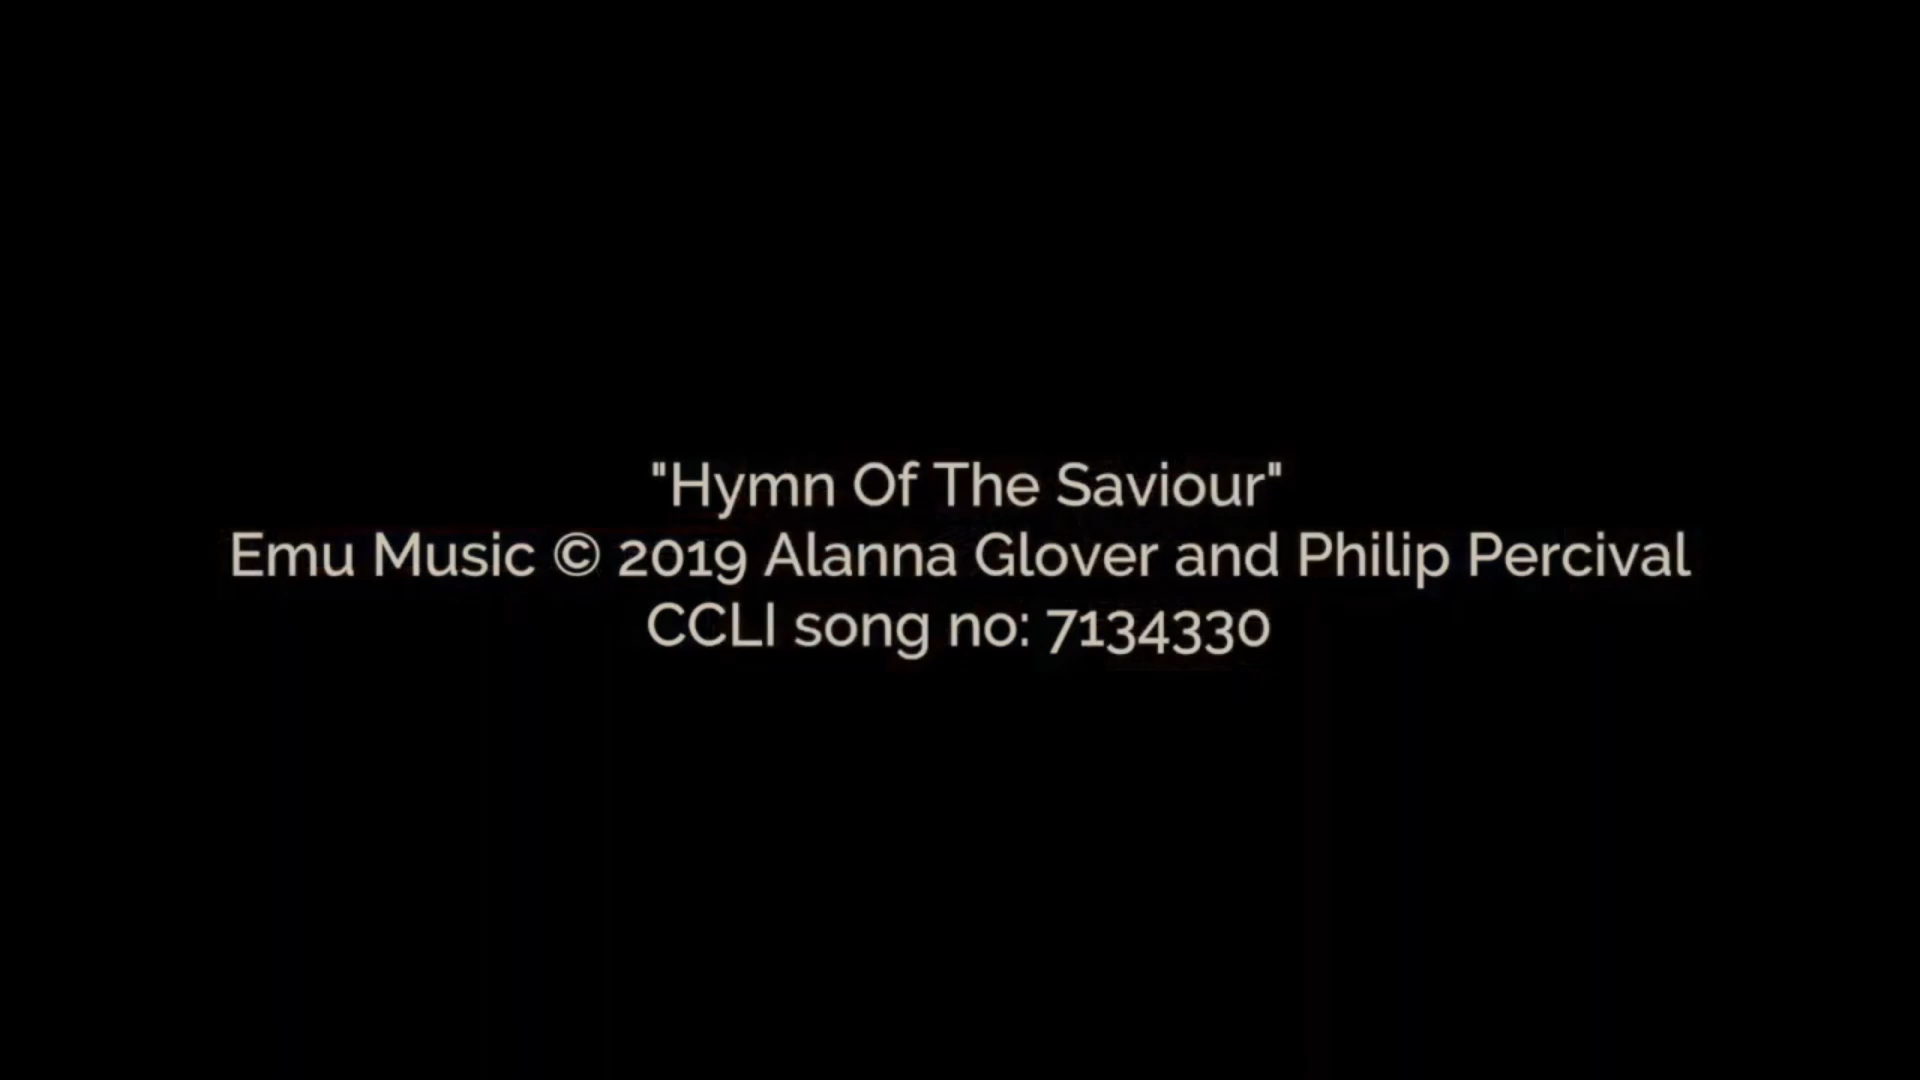 "Hymn Of The Saviour"
Emu Music © 2019 Alanna Glover and Philip Percival
CCLI song no: 7134330